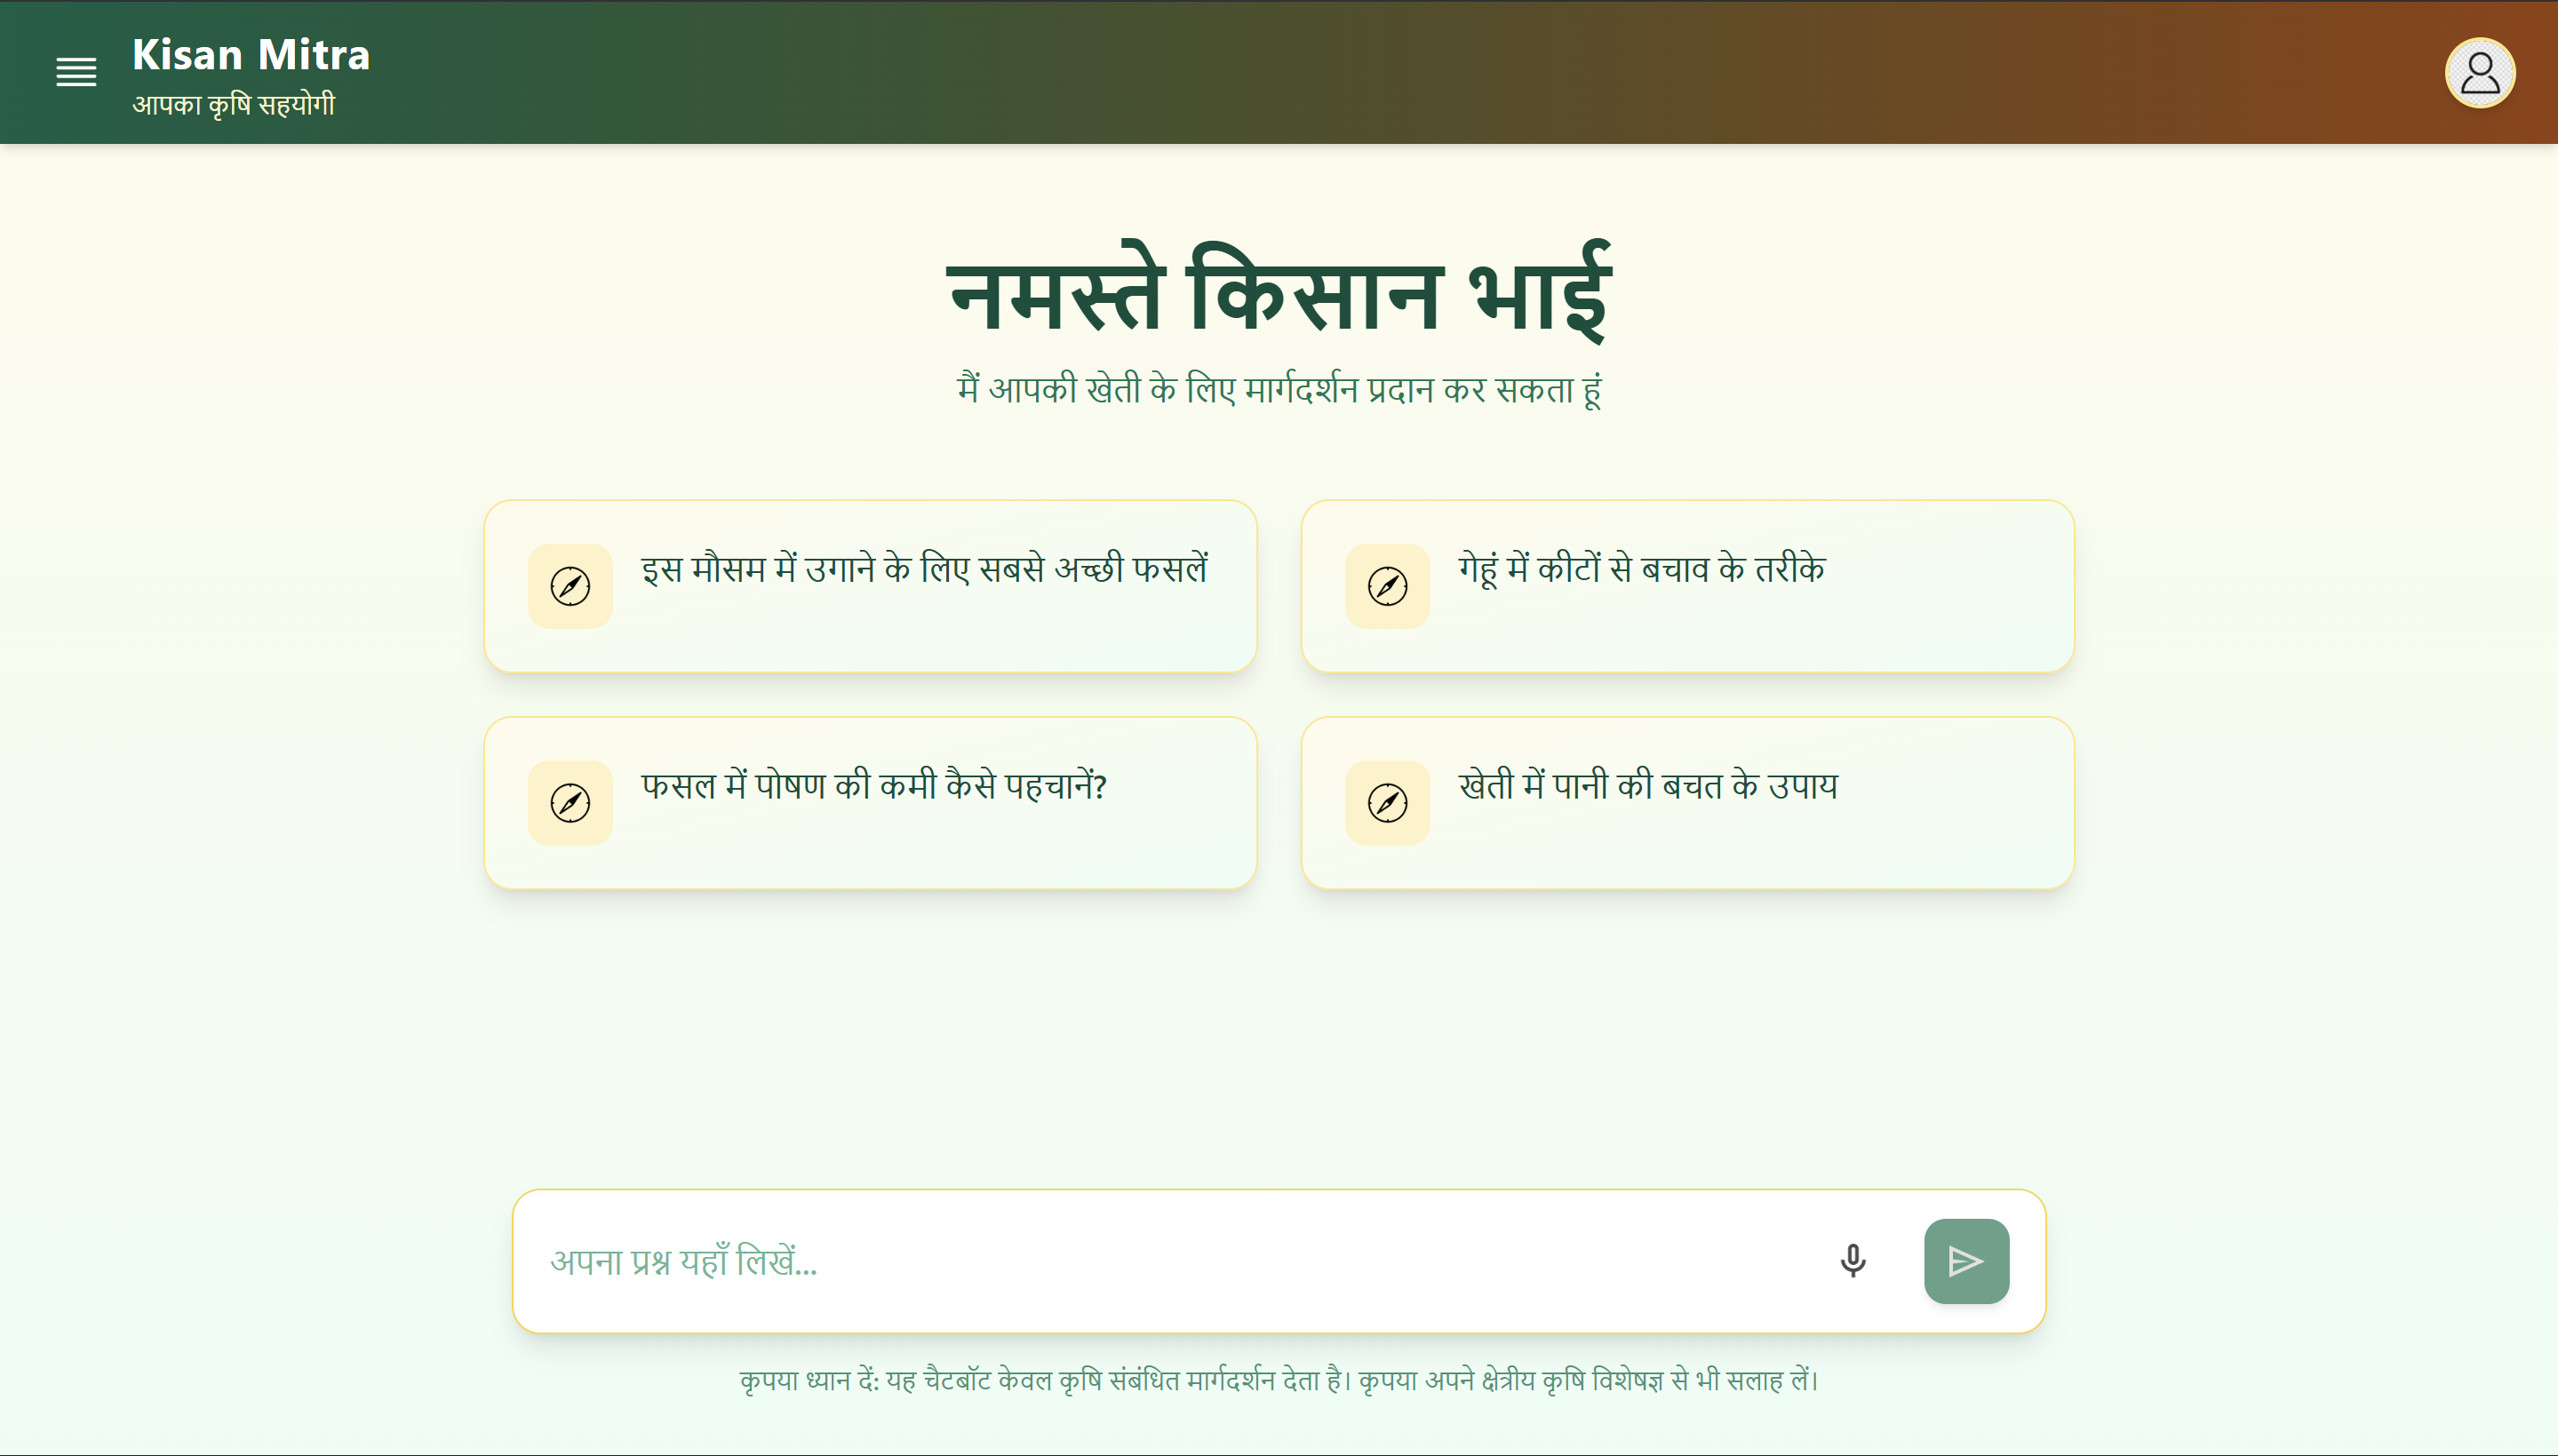 Kisan Mitra
आपका कृषि सहयोगी
नमस्ते किसान भाई
मैं आपकी खेती के लिए मार्गदर्शन प्रदान कर सकता हूं
इस मौसम में उगाने के लिए सबसे अच्छी फसलें
गेहूं में कीटों से बचाव के तरीके
फसल में पोषण की कमी कैसे पहचानें?
खेती में पानी की बचत के उपाय
अपना प्रश्न यहाँ लिखें...
कृपया ध्यान दें: यह चैटबॉट केवल कृषि संबंधित मार्गदर्शन देता है। कृपया अपने क्षेत्रीय कृषि विशेषज्ञ से भी सलाह लें।